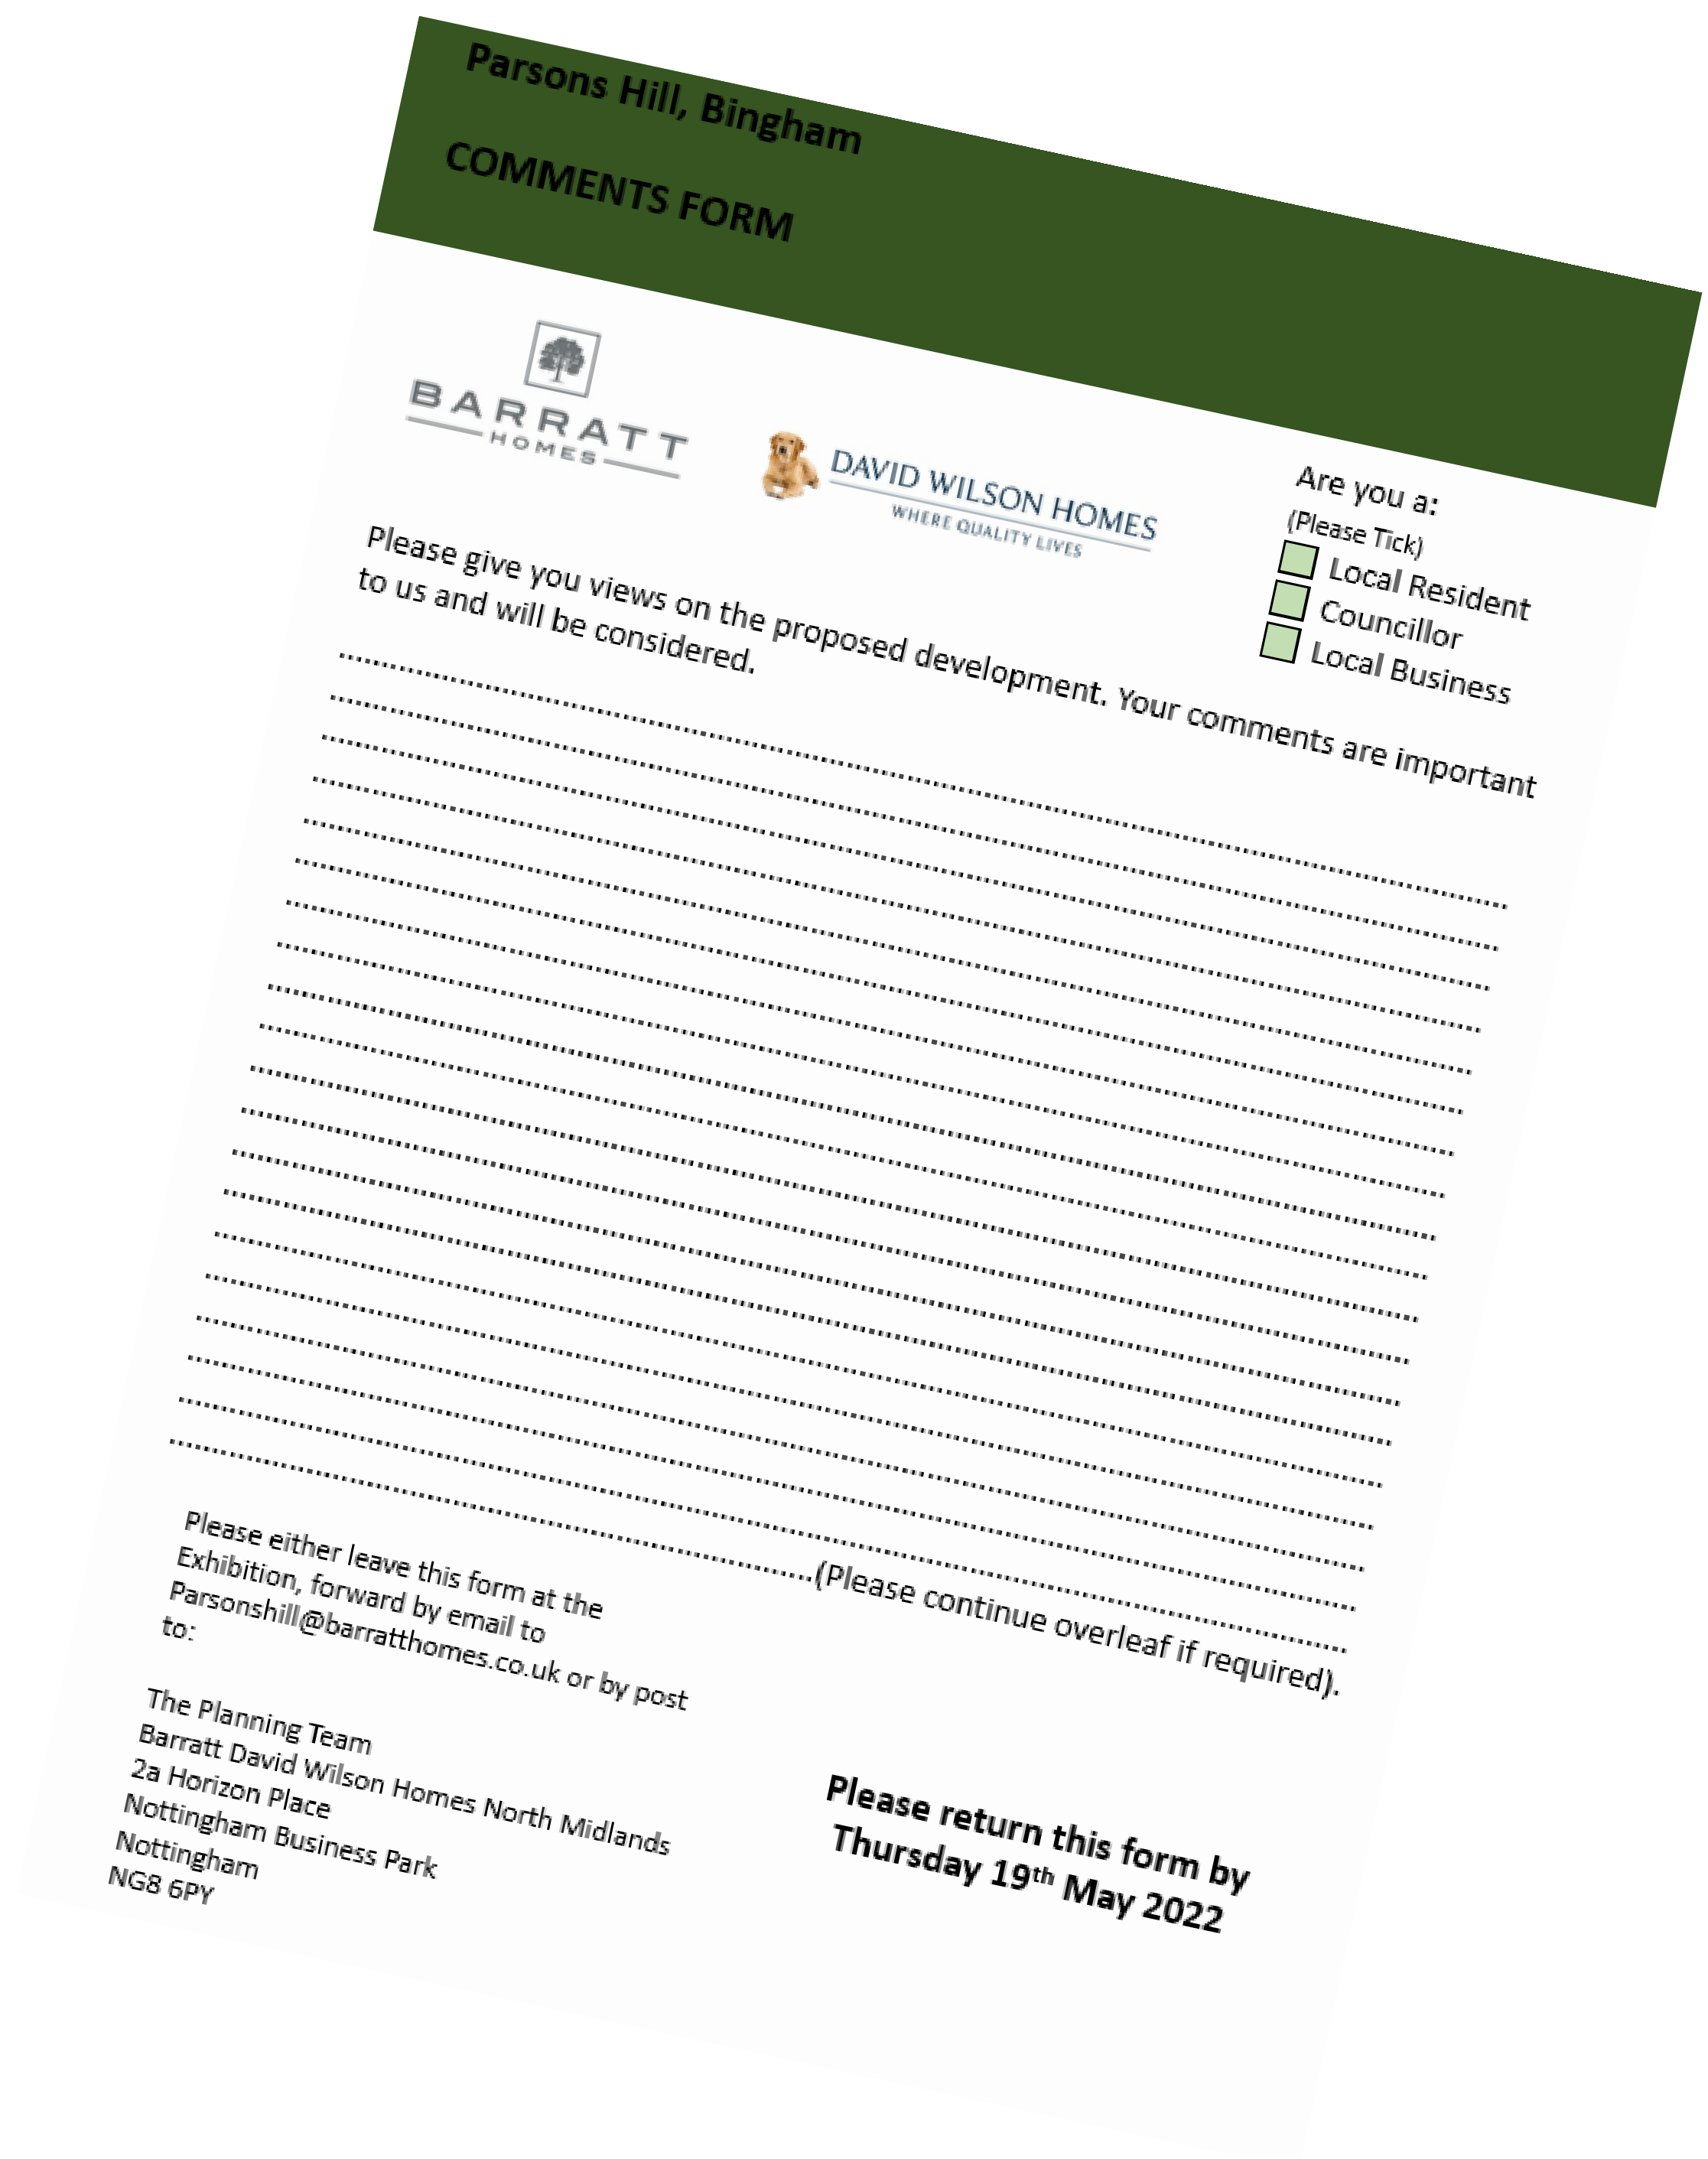 Parsons Hill, Bingham
COMMENTS FORM
BARRATT
HOMES
DAVID WILSON HOMES
WHERE QUALITY LIVES
Are you a:
(Please Tick)
Local Resident
Councillor
Local Business
Please give you views on the proposed development. Your comments are important
to us and will be considered.
(Please continue overleaf if required).
Please either leave this form at the
Exhibition, forward by email to
Parsonshill@barratthomes.co.uk or by post
to:
The Planning Team
Barratt David Wilson Homes North Midlands
2a Horizon Place
Nottingham Business Park
Nottingham
NG8 6PY
Please return this form by
Thursday 19th May 2022